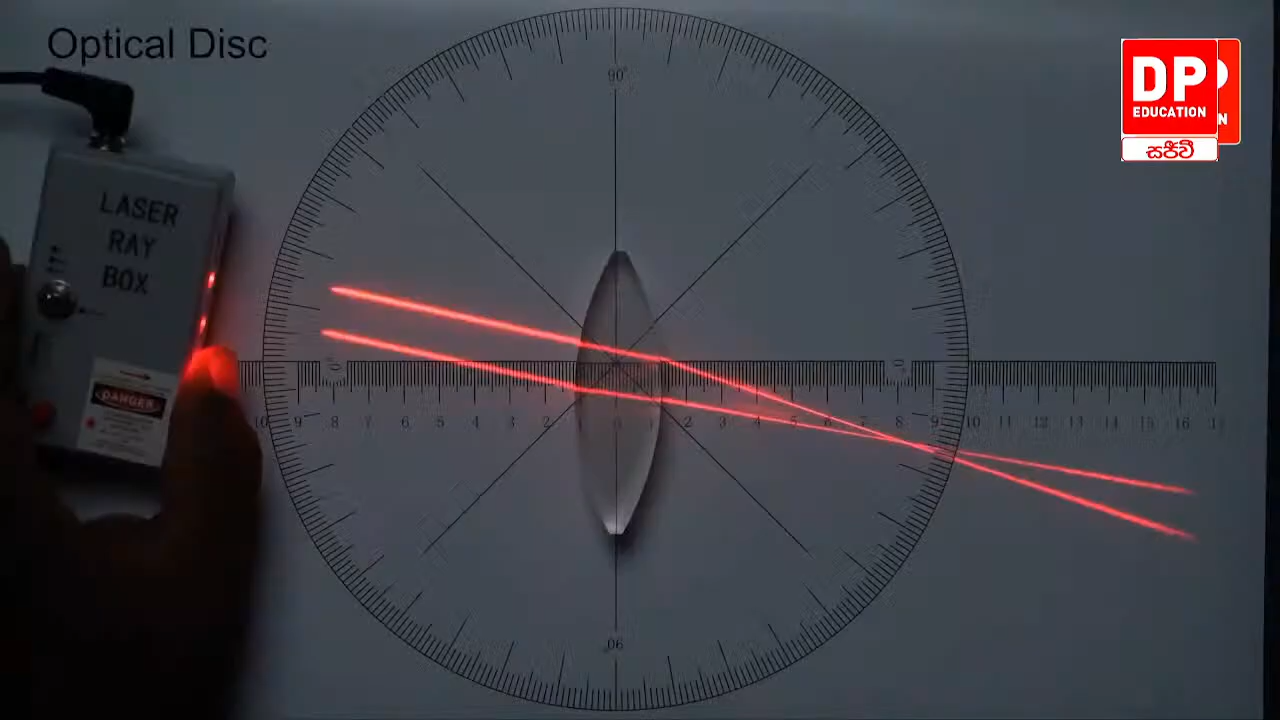 Optical Disc
LASER
RAY
BOX
DANGER
90°
0°
0°
10 9 8 7 6 5 4 3 2 1 0 1 2 3 4 5 6 7 8 9 10 11 12 13 14 15 16
90°
DP
EDUCATION
සජීවී